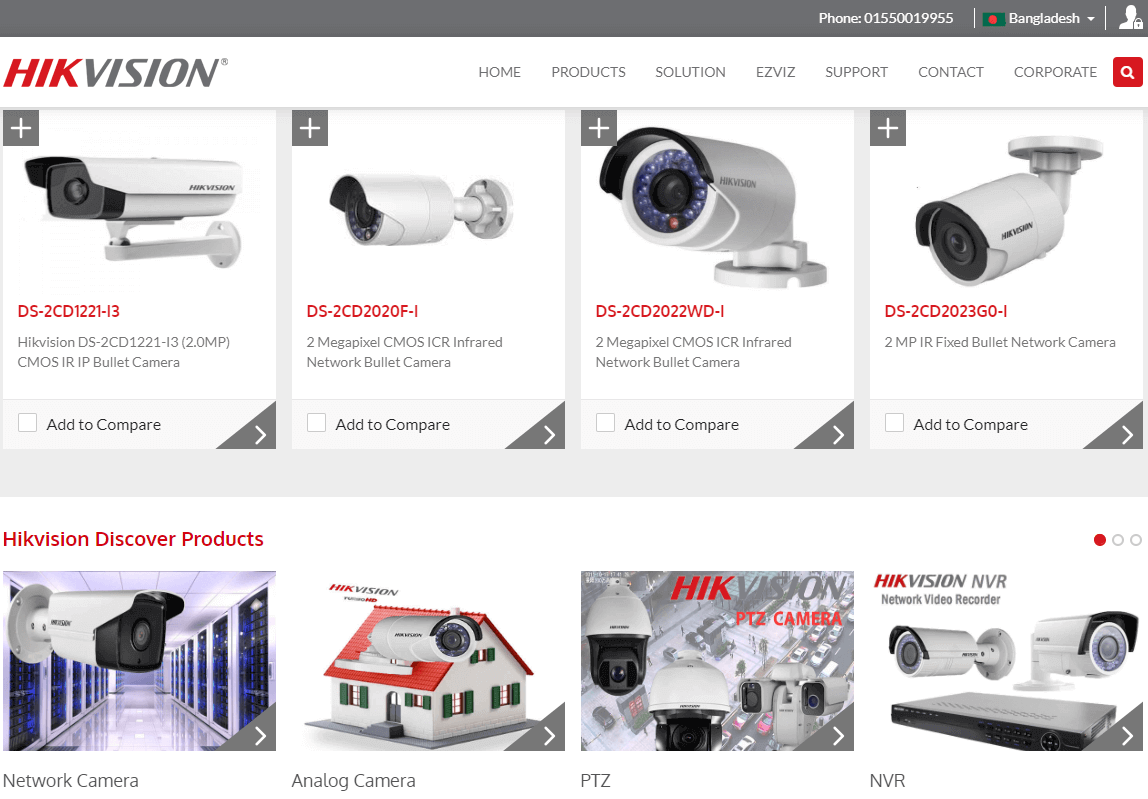 Phone: 01550019955
Bangladesh
HIKVISION®
HOME
PRODUCTS
SOLUTION
EZVIZ
SUPPORT
CONTACT
CORPORATE
HIKVISION
HIKVISION
HIKVISION
DS-2CD1221-I3
DS-2CD2020F-I
DS-2CD2022WD-I
DS-2CD2023G0-I
Hikvision DS-2CD1221-I3 (2.0MP)
CMOS IR IP Bullet Camera
2 Megapixel CMOS ICR Infrared
Network Bullet Camera
2 Megapixel CMOS ICR Infrared
Network Bullet Camera
2 MP IR Fixed Bullet Network Camera
Add to Compare
Add to Compare
Add to Compare
Add to Compare
Hikvision Discover Products
HIKVISION
HIKVISION
TURBO HD
HIKVISION
HIKVISION
PTZ CAMERA
HIKVISION NVR
Network Video Recorder
HIKVISION
HIKVISION
Network Camera
Analog Camera
PTZ
NVR